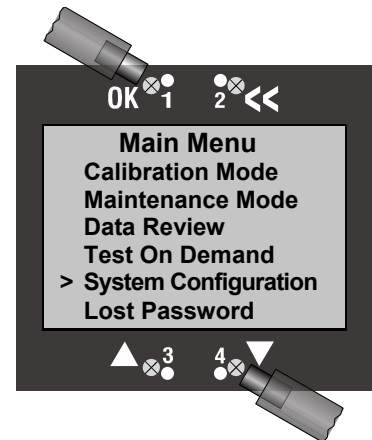 OK 1 2 <<
Main Menu
Calibration Mode
Maintenance Mode
Data Review
Test On Demand
> System Configuration
Lost Password
3 4